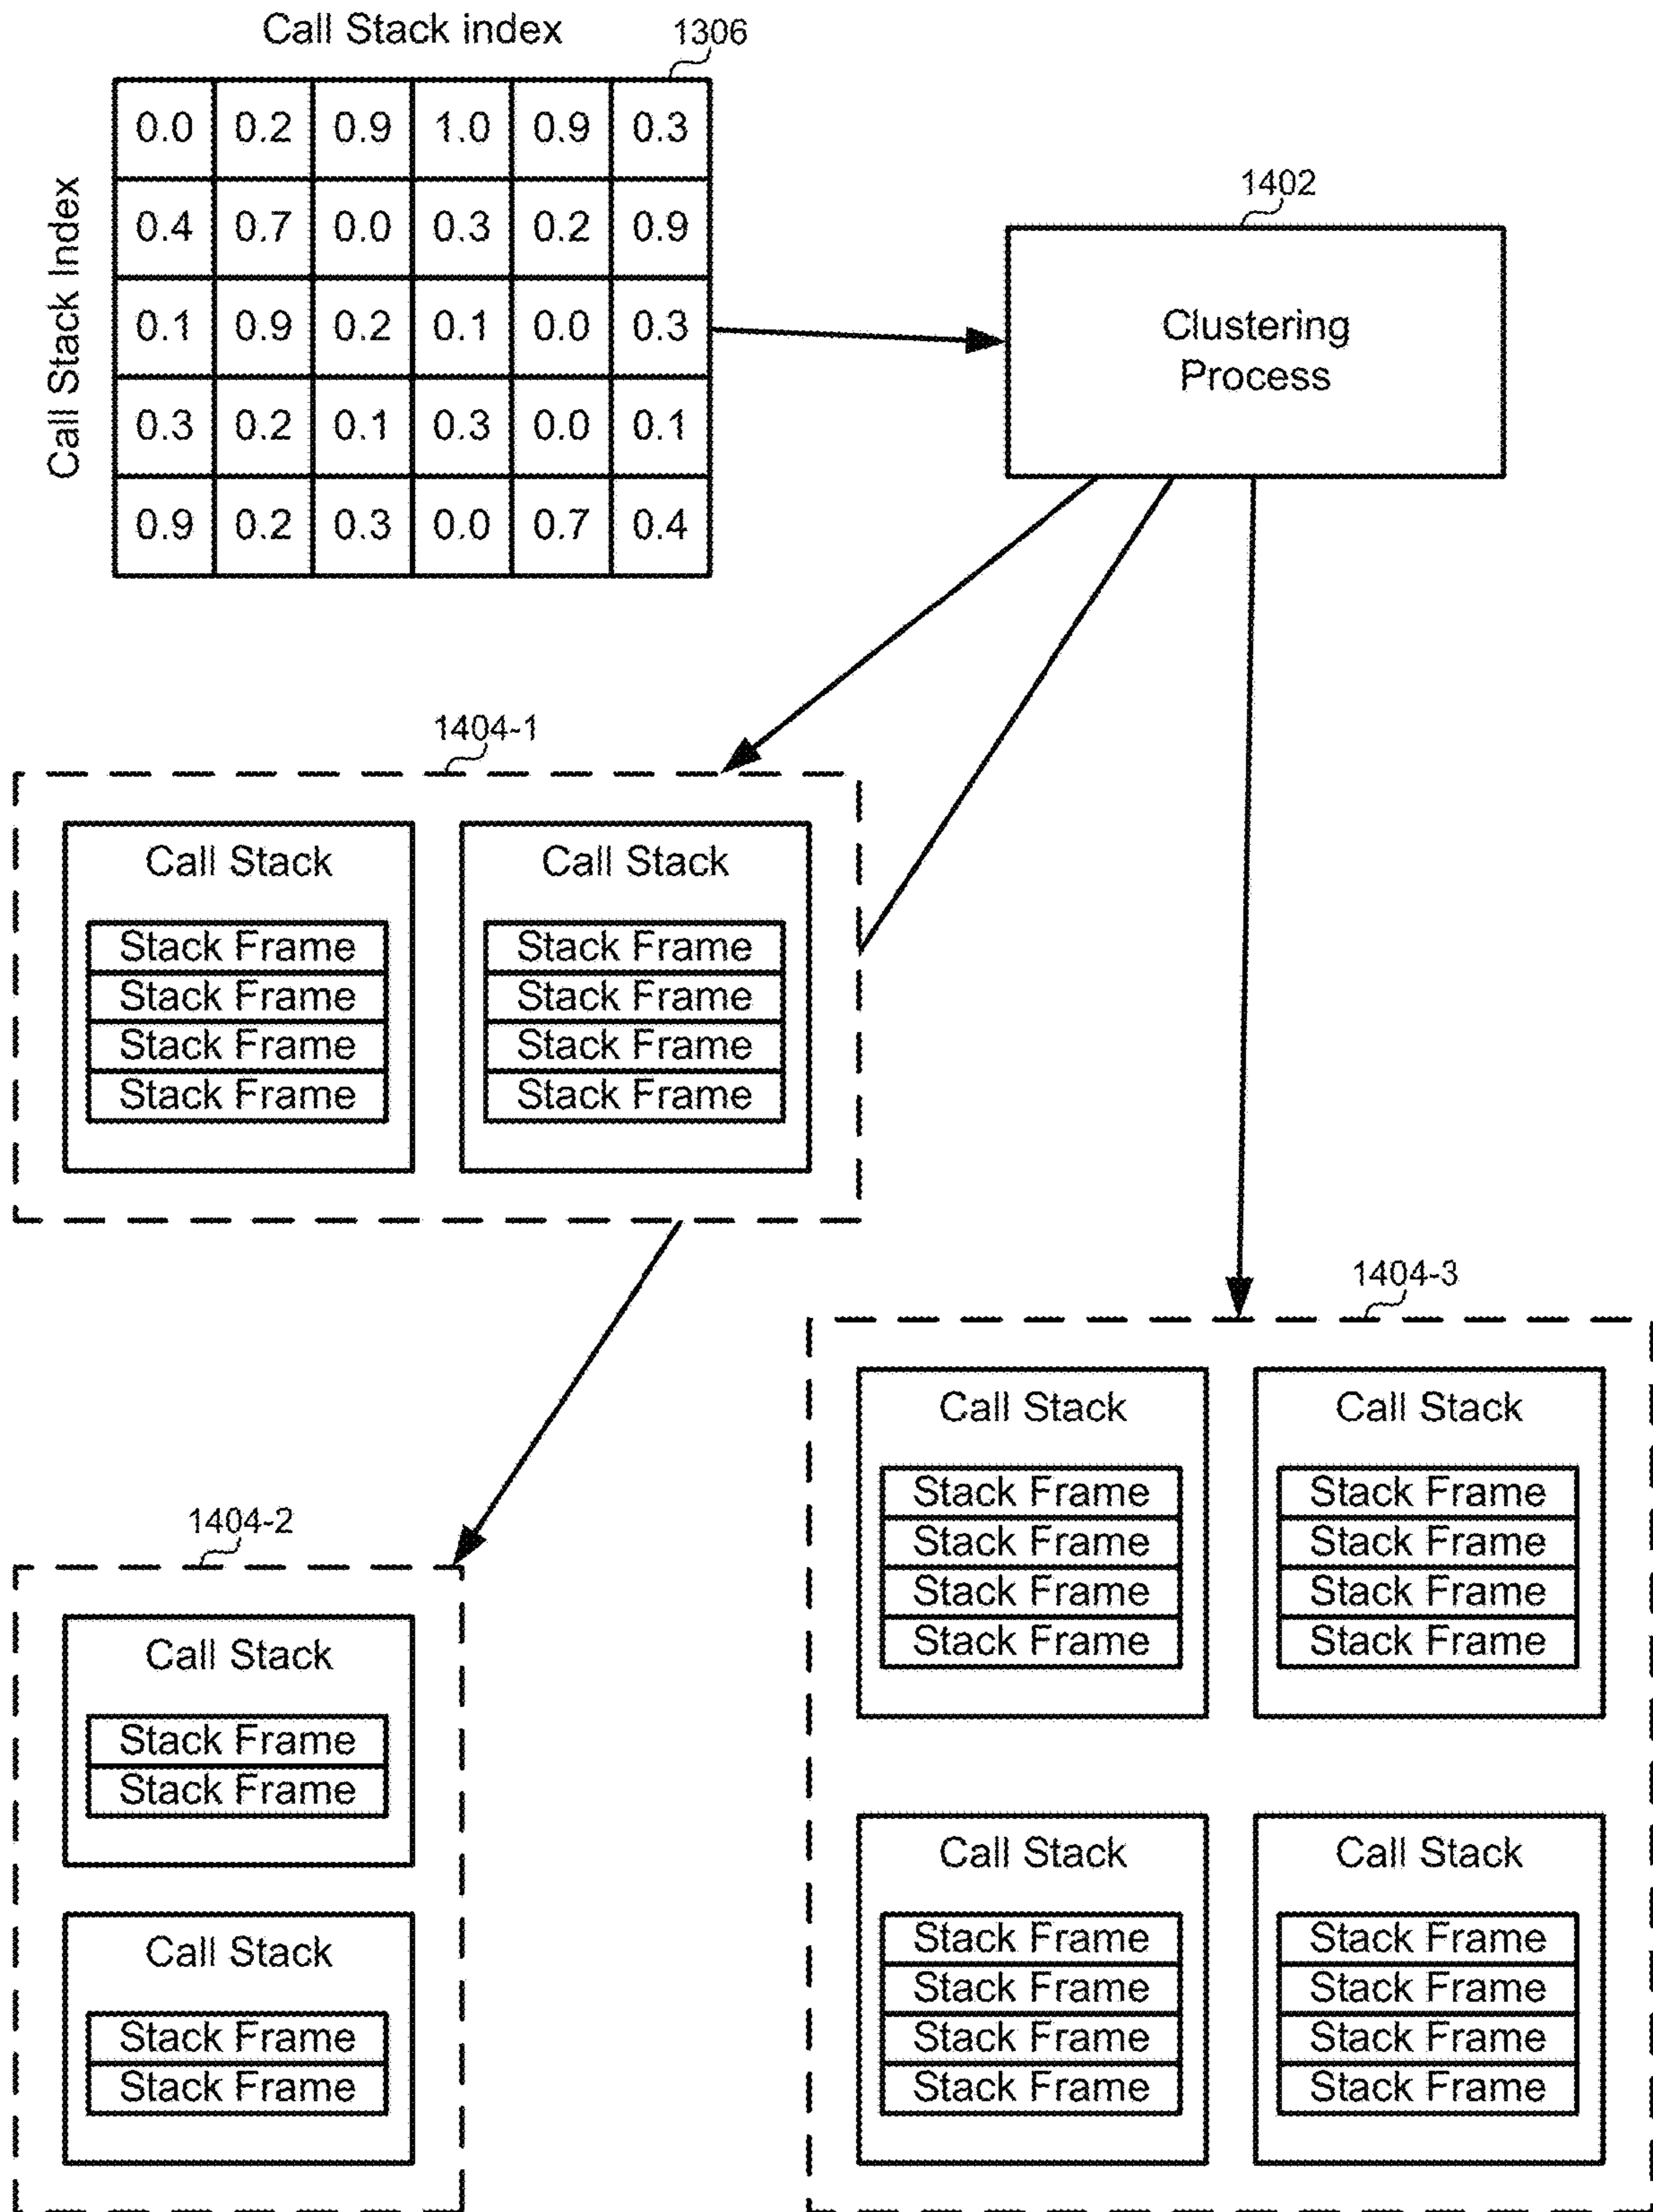 Call Stack index
1306
Call Stack Index
0.0 0.2 0.9 1.0 0.9 0.3
0.4 0.7 0.0 0.3 0.2 0.9
0.1 0.9 0.2 0.1 0.0 0.3
0.3 0.2 0.1 0.3 0.0 0.1
0.9 0.2 0.3 0.0 0.7 0.4
1402
Clustering
Process
1404-1
Call Stack
Stack Frame
Stack Frame
Stack Frame
Stack Frame
Call Stack
Stack Frame
Stack Frame
Stack Frame
Stack Frame
1404-2
Call Stack
Stack Frame
Stack Frame
Call Stack
Stack Frame
Stack Frame
1404-3
Call Stack
Stack Frame
Stack Frame
Stack Frame
Stack Frame
Call Stack
Stack Frame
Stack Frame
Stack Frame
Stack Frame
Call Stack
Stack Frame
Stack Frame
Stack Frame
Stack Frame
Call Stack
Stack Frame
Stack Frame
Stack Frame
Stack Frame